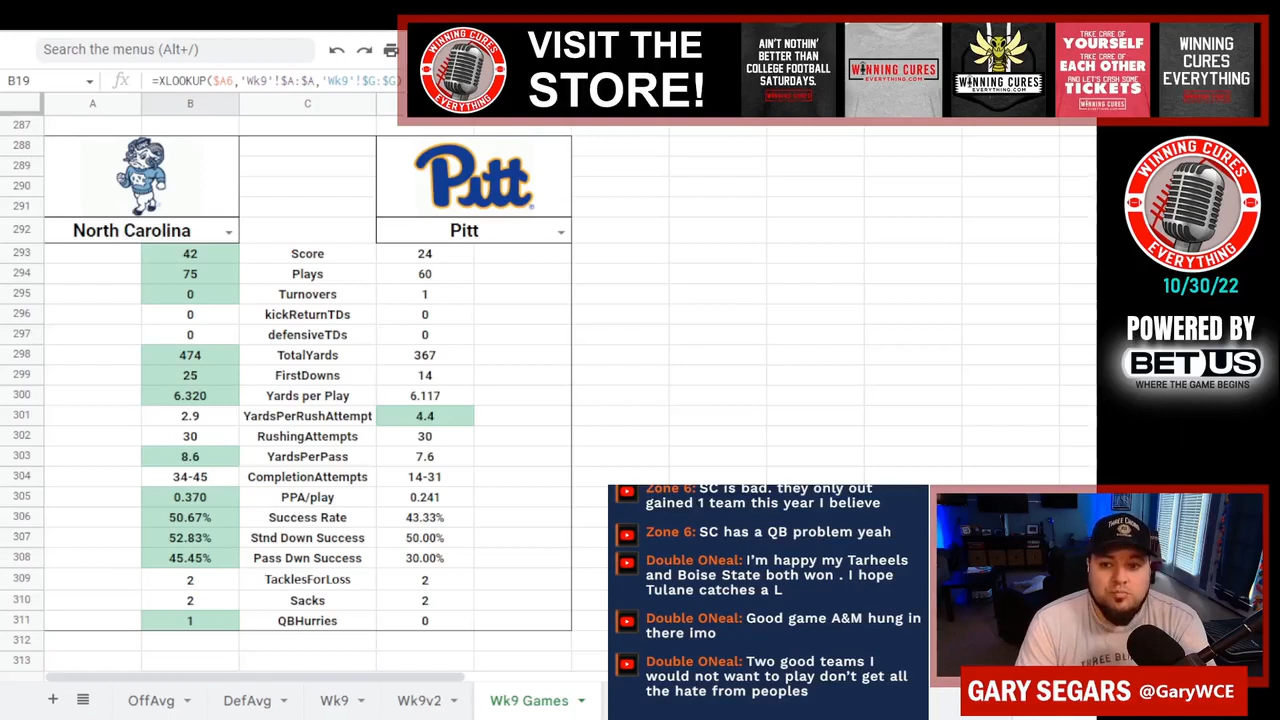 Search the menus (Alt+/)
B19
fx
=XLOOKUP($A6,'Wk9'!$A:$A,'Wk9'!$G:$G)
WINNING CURES
EVERYTHING
VISIT THE
STORE!
AIN'T NOTHIN'
BETTER THAN
COLLEGE FOOTBALL
SATURDAYS.
WINNING CURES
EVERYTHING.COM
WINNING CURES
EVERYTHING.COM
TAKE CARE OF
YOURSELF
TAKE CARE OF
EACH OTHER
AND LET'S CASH SOME
TICKETS
WINNING
CURES
EVERYTHING
A B C D E F G H
287
288
289
290
291
Pitt
292 North Carolina Pitt
293 42 Score 24
294 75 Plays 60
295 0 Turnovers 1
296 0 kickReturnTDs 0
297 0 defensiveTDs 0
298 474 TotalYards 367
299 25 FirstDowns 14
300 6.320 Yards per Play 6.117
301 2.9 YardsPerRushAttempt 4.4
302 30 RushingAttempts 30
303 8.6 YardsPerPass 7.6
304 34-45 CompletionAttempts 14-31
305 0.370 PPA/play 0.241
306 50.67% Success Rate 43.33%
307 52.83% Stnd Down Success 50.00%
308 45.45% Pass Dwn Success 30.00%
309 2 TacklesForLoss 2
310 2 Sacks 2
311 1 QBHurries 0
312
313
OffAvg DefAvg Wk9 Wk9v2 Wk9 Games
WINNING CURES
EVERYTHING
10/30/22
POWERED BY
BETUS
WHERE THE GAME BEGINS
Zone 6: SC is bad. they only out
gained 1 team this year I believe
Zone 6: SC has a QB problem yeah
Double ONeal: I'm happy my Tarheels
and Boise State both won . I hope
Tulane catches a L
Double ONeal: Good game A&M hung in
there imo
Double ONeal: Two good teams I
would not want to play don't get all
the hate from peoples
THREE BLI
GARY SEGARS @GaryWCE